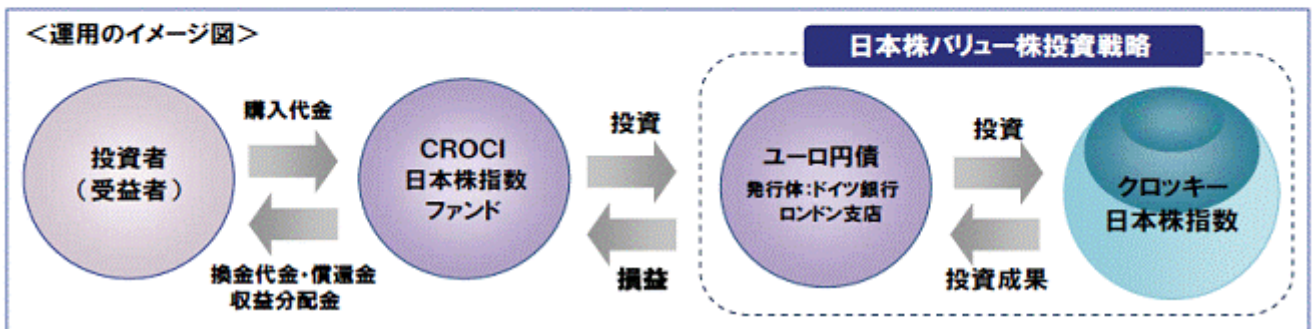 <運用のイメージ図>
日本株バリュー株投資戦略
投資者
(受益者)
購入代金
換金代金・償還金
収益分配金
CROCI
日本株指数
ファンド
投資
損益
ユーロ円債
発行体:ドイツ銀行
ロンドン支店
投資
投資成果
クロッキー
日本株指数